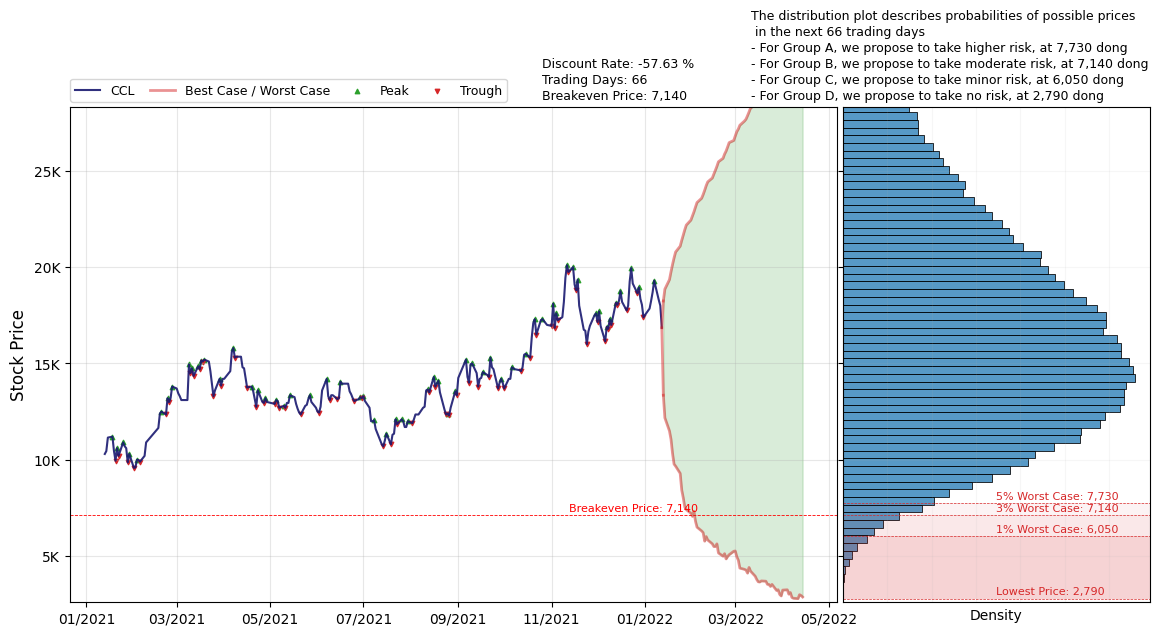 The distribution plot describes probabilities of possible prices
in the next 66 trading days
- For Group A, we propose to take higher risk, at 7,730 dong
- For Group B, we propose to take moderate risk, at 7,140 dong
- For Group C, we propose to take minor risk, at 6,050 dong
- For Group D, we propose to take no risk, at 2,790 dong
Discount Rate: -57.63 %
Trading Days: 66
Breakeven Price: 7,140
CCL
Best Case / Worst Case
Peak
Trough
Stock Price
25K
20K
15K
10K
5K
Breakeven Price: 7,140
01/2021
03/2021
05/2021
07/2021
09/2021
11/2021
01/2022
03/2022
05/2022
5% Worst Case: 7,730
3% Worst Case: 7,140
1% Worst Case: 6,050
Lowest Price: 2,790
Density